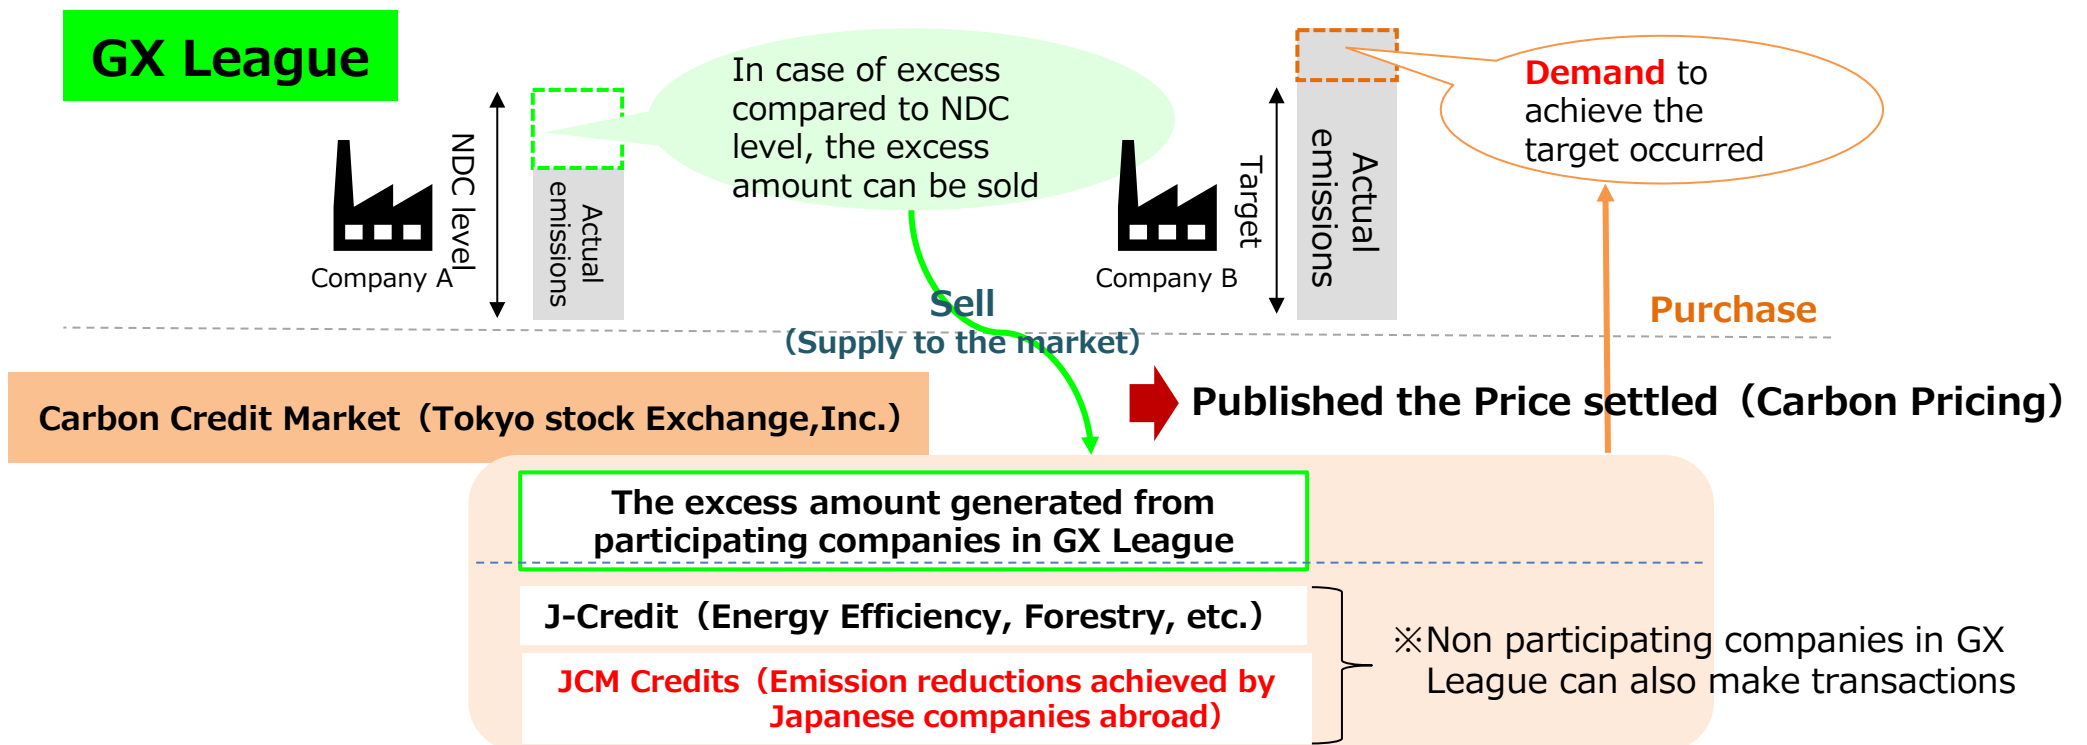 GX League
NDC level
Company A
Actual
emissions
In case of excess
compared to NDC
level, the excess
amount can be sold
Company B
Target
Actual
emissions
Demand to
achieve the
target occurred
Sell
（Supply to the market）
Purchase
Carbon Credit Market（Tokyo stock Exchange,Inc.）
Published the Price settled（Carbon Pricing）
The excess amount generated from
participating companies in GX League
J-Credit（Energy Efficiency, Forestry, etc.）
JCM Credits（Emission reductions achieved by
Japanese companies abroad）
※Non participating companies in GX
League can also make transactions